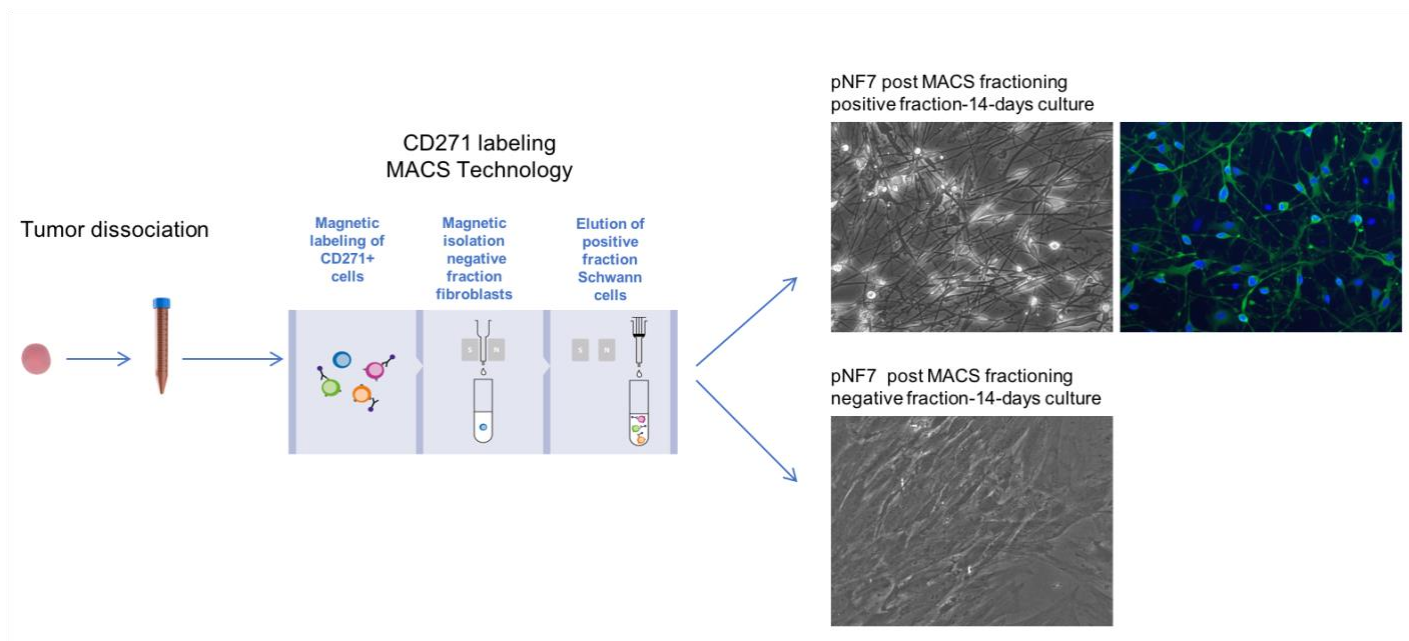 Tumor dissociation
CD271 labeling
MACS Technology
Magnetic
labeling of
CD271+
cells
Magnetic
isolation
negative
fraction
fibroblasts
Elution of
positive
fraction
Schwann
cells
S N
S N
pNF7 post MACS fractioning
positive fraction-14-days culture
pNF7 post MACS fractioning
negative fraction-14-days culture